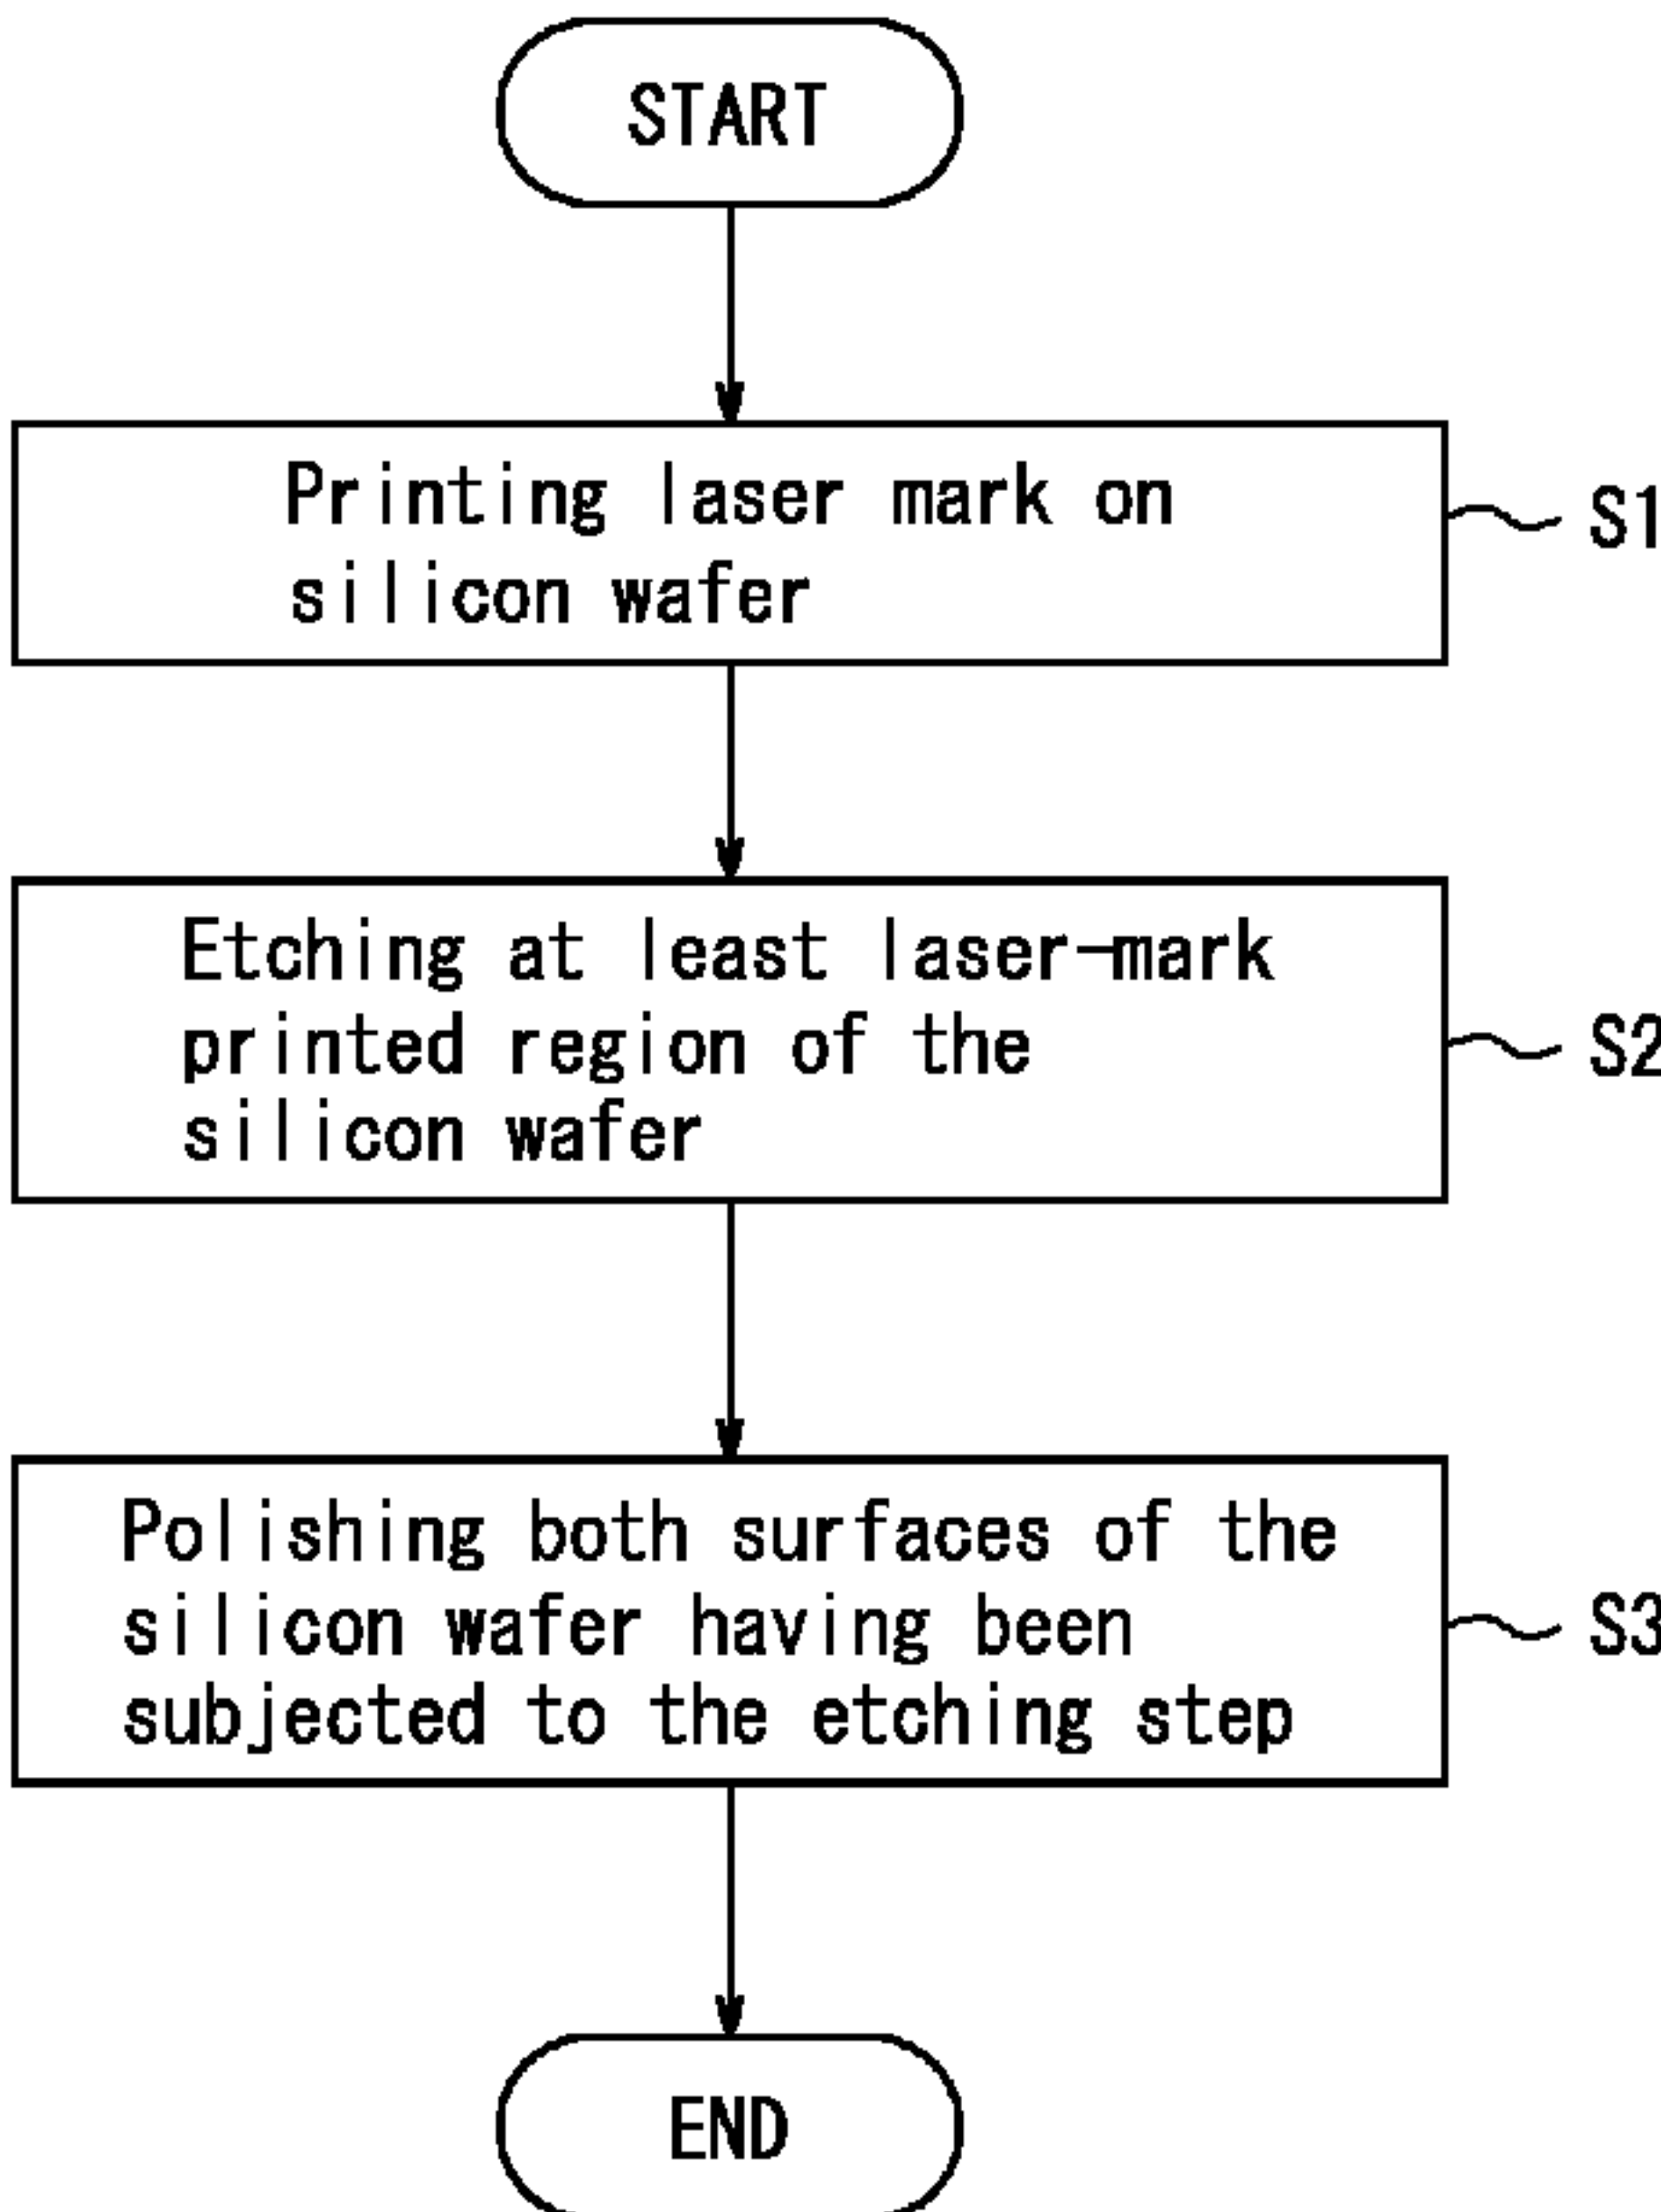 START
Printing laser mark on
silicon wafer
S1
Etching at least laser-mark
printed region of the
silicon wafer
S2
Polishing both surfaces of the
silicon wafer having been
subjected to the etching step
S3
END